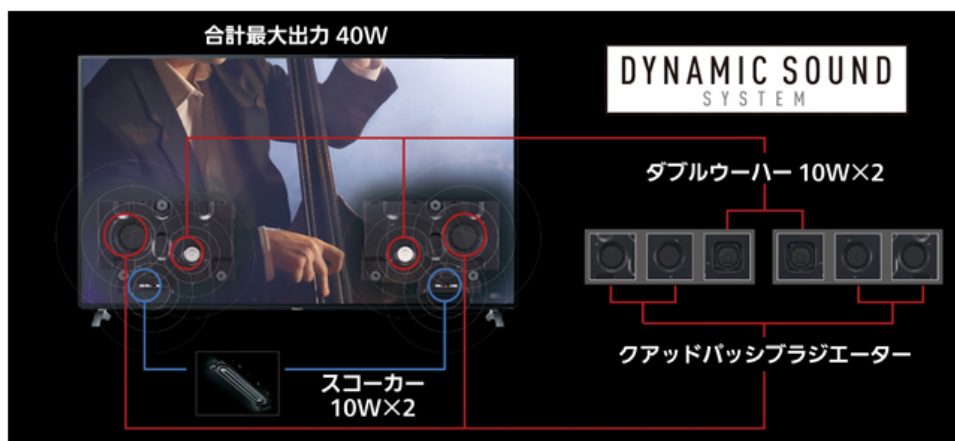 合計最大出力 40W
DYNAMIC SOUND
SYSTEM
ダブルウーハー 10W×2
クアッドパッシブラジエーター
スコーカー
10W×2